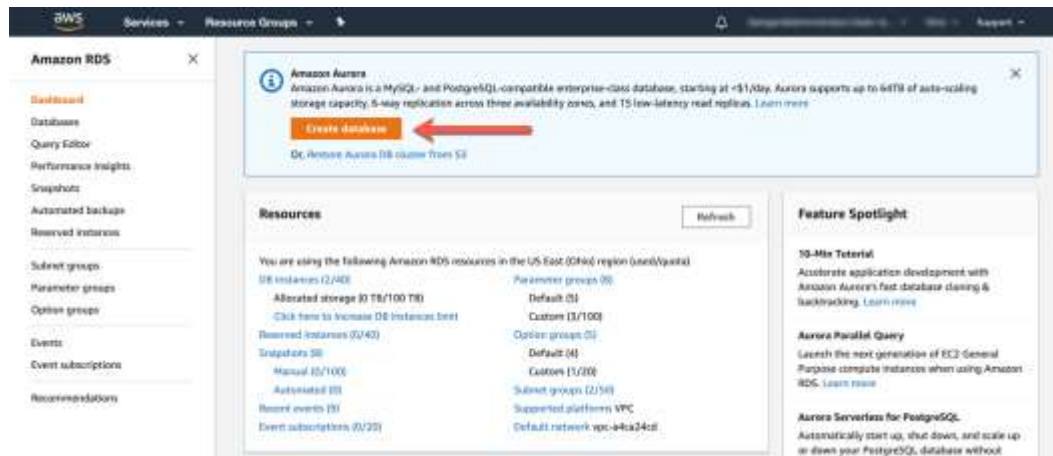 aws
Services
Resource Groups
Support
Amazon RDS
Dashboard
Databases
Query Editor
Performance Insights
Snapshots
Automated backups
Reserved instances
Subnet groups
Parameter groups
Option groups
Events
Event subscriptions
Recommendations
Amazon Aurora
Amazon Aurora is a MySQL- and PostgreSQL-compatible enterprise-class database, starting at <$1/day. Aurora supports up to 64TB of auto-scaling
storage capacity, 6-way replication across three availability zones, and 15 low-latency read replicas. Learn more
Create database
Or, Restore Aurora DB cluster from S3
Resources
Refresh
You are using the following Amazon RDS resources in the US East (Ohio) region (used/quota)
DB Instances (2/40)
Allocated storage (0 TB/100 TB)
Click here to increase DB instances limit
Reserved instances (0/40)
Snapshots
Manual (0/100)
Automated
Recent events
Event subscriptions (0/20)
Parameter groups
Default (5)
Custom (3/100)
Option groups (5)
Default (4)
Custom (1/20)
Subnet groups (2/50)
Supported platforms VPC
Default network vpc-a4ca24cd
Feature Spotlight
10-Min Tutorial
Accelerate application development with
Amazon Aurora's fast database cloning &
backtracking. Learn more
Aurora Parallel Query
Launch the next generation of EC2 General
Purpose compute instances when using Amazon
RDS. Learn more
Aurora Serverless for PostgreSQL
Automatically start up, shut down, and scale up
or down your PostgreSQL database without